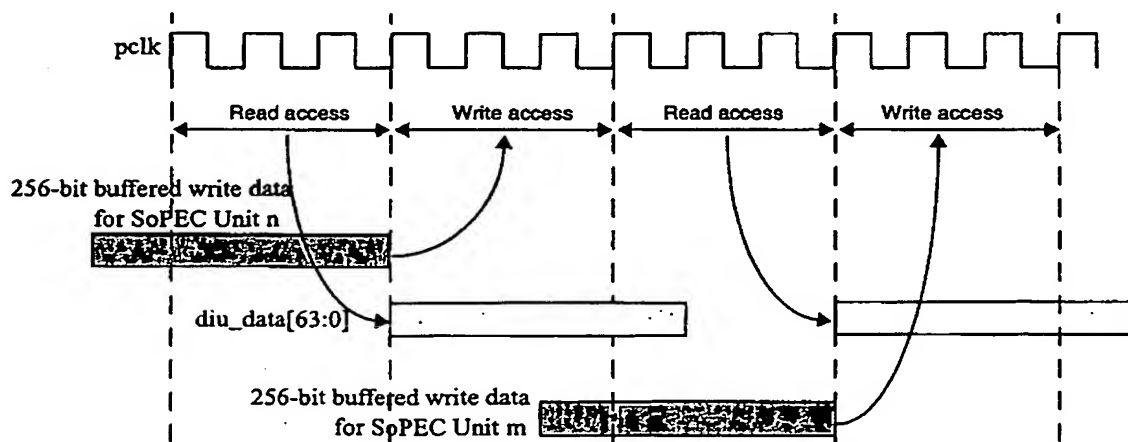 pclk
Read access
Write access
Read access
Write access
256-bit buffered write data
for SoPEC Unit n
diu_data[63:0]
256-bit buffered write data
for SoPEC Unit m